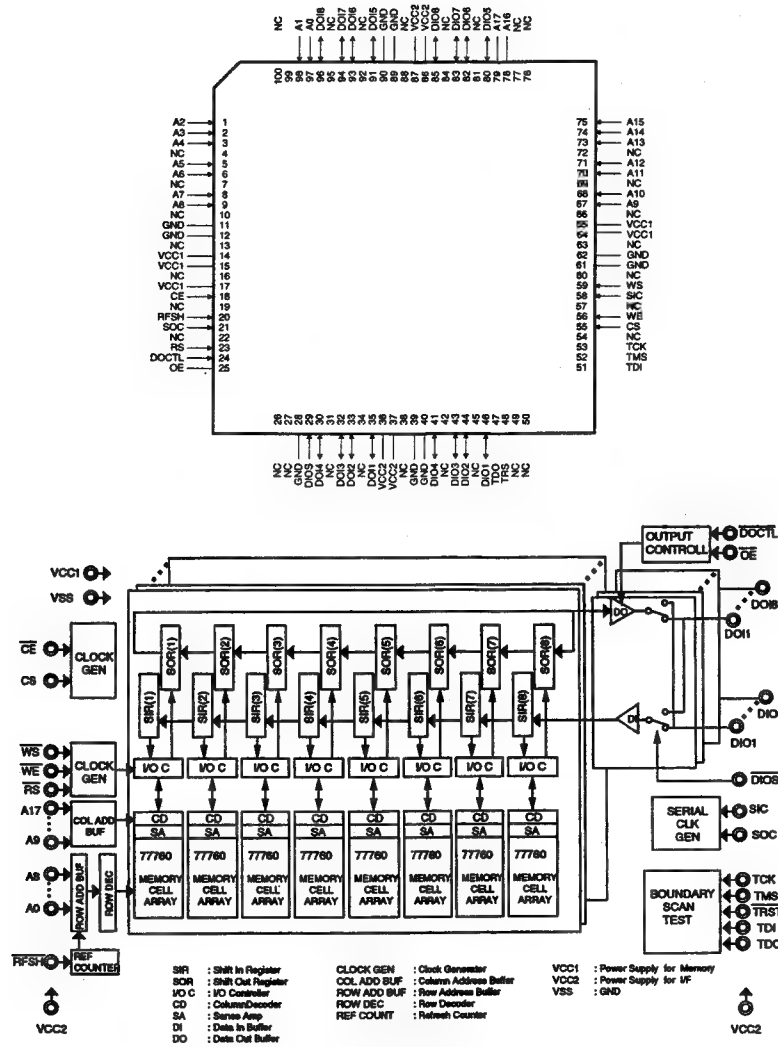 NC
NC
A1
A0
DOI8
NC
DOI7
DOI6
NC
DOI5
GND
GND
NC
VCC2
VCC2
DIO8
NC
DIO7
DIO6
NC
DIO5
A17
A16
NC
NC
100
99
98
97
96
95
94
93
92
91
90
89
88
87
86
85
84
83
82
81
80
79
78
77
76
A2 1
A3 2
A4 3
NC 4
A5 5
A6 6
NC 7
A7 8
A8 9
NC 10
GND 11
GND 12
NC 13
VCC1 14
VCC1 15
NC 16
VCC1 17
CE 18
NC 19
RFSH 20
SOC 21
NC 22
RS 23
DOCTL 24
OE 25
75 A15
74 A14
73 A13
72 NC
71 A12
70 A11
69 NC
68 A10
67 A9
66 NC
65 VCC1
64 VCC1
63 NC
62 GND
61 GND
60 NC
59 WS
58 SIC
57 NC
56 WE
55 CS
54 NC
53 TCK
52 TMS
51 TDI
26
27
28
29
30
31
32
33
34
35
36
37
38
39
40
41
42
43
44
45
46
47
48
49
50
NC
NC
GND
DIOS
DOI4
NC
DOI3
DOI2
NC
DOI1
VCC2
VCC2
NC
GND
GND
DIO4
NC
DIO3
DIO2
NC
DIO1
TDO
TRS
NC
NC
OUTPUT CONTROLL
DOCTL
OE
VCC1
VSS
CE
CS
CLOCK GEN
SOR(1) SOR(2) SOR(3) SOR(4) SOR(5) SOR(6) SOR(7) SOR(8)
SIR(1) SIR(2) SIR(3) SIR(4) SIR(5) SIR(6) SIR(7) SIR(8)
DO
DI
DOI8
DOI1
DIO
DIO1
DIOS
WS
WE
RS
CLOCK GEN
I/O C I/O C I/O C I/O C I/O C I/O C I/O C I/O C
A17
A9
COL ADD BUF
CD CD CD CD CD CD CD CD
SA SA SA SA SA SA SA SA
77760 77760 77760 77760 77760 77760 77760 77760
MEMORY MEMORY MEMORY MEMORY MEMORY MEMORY MEMORY MEMORY
CELL CELL CELL CELL CELL CELL CELL CELL
ARRAY ARRAY ARRAY ARRAY ARRAY ARRAY ARRAY ARRAY
A8
A0
ROW ADD BUF
ROW DEC
RFSH
REF COUNTER
SERIAL CLK GEN
SIC
SOC
BOUNDARY SCAN TEST
TCK
TMS
TRST
TDI
TDO
VCC2
SIR : Shift In Register
SOR : Shift Out Register
I/O C : I/O Controller
CD : ColumnDecoder
SA : Sense Amp
DI : Data In Buffer
DO : Data Out Buffer
CLOCK GEN : Clock Generator
COL ADD BUF : Column Address Buffer
ROW ADD BUF : Row Address Buffer
ROW DEC : Row Decoder
REF COUNT : Refresh Counter
VCC1 : Power Supply for Memory
VCC2 : Power Supply for I/F
VSS : GND
VCC2